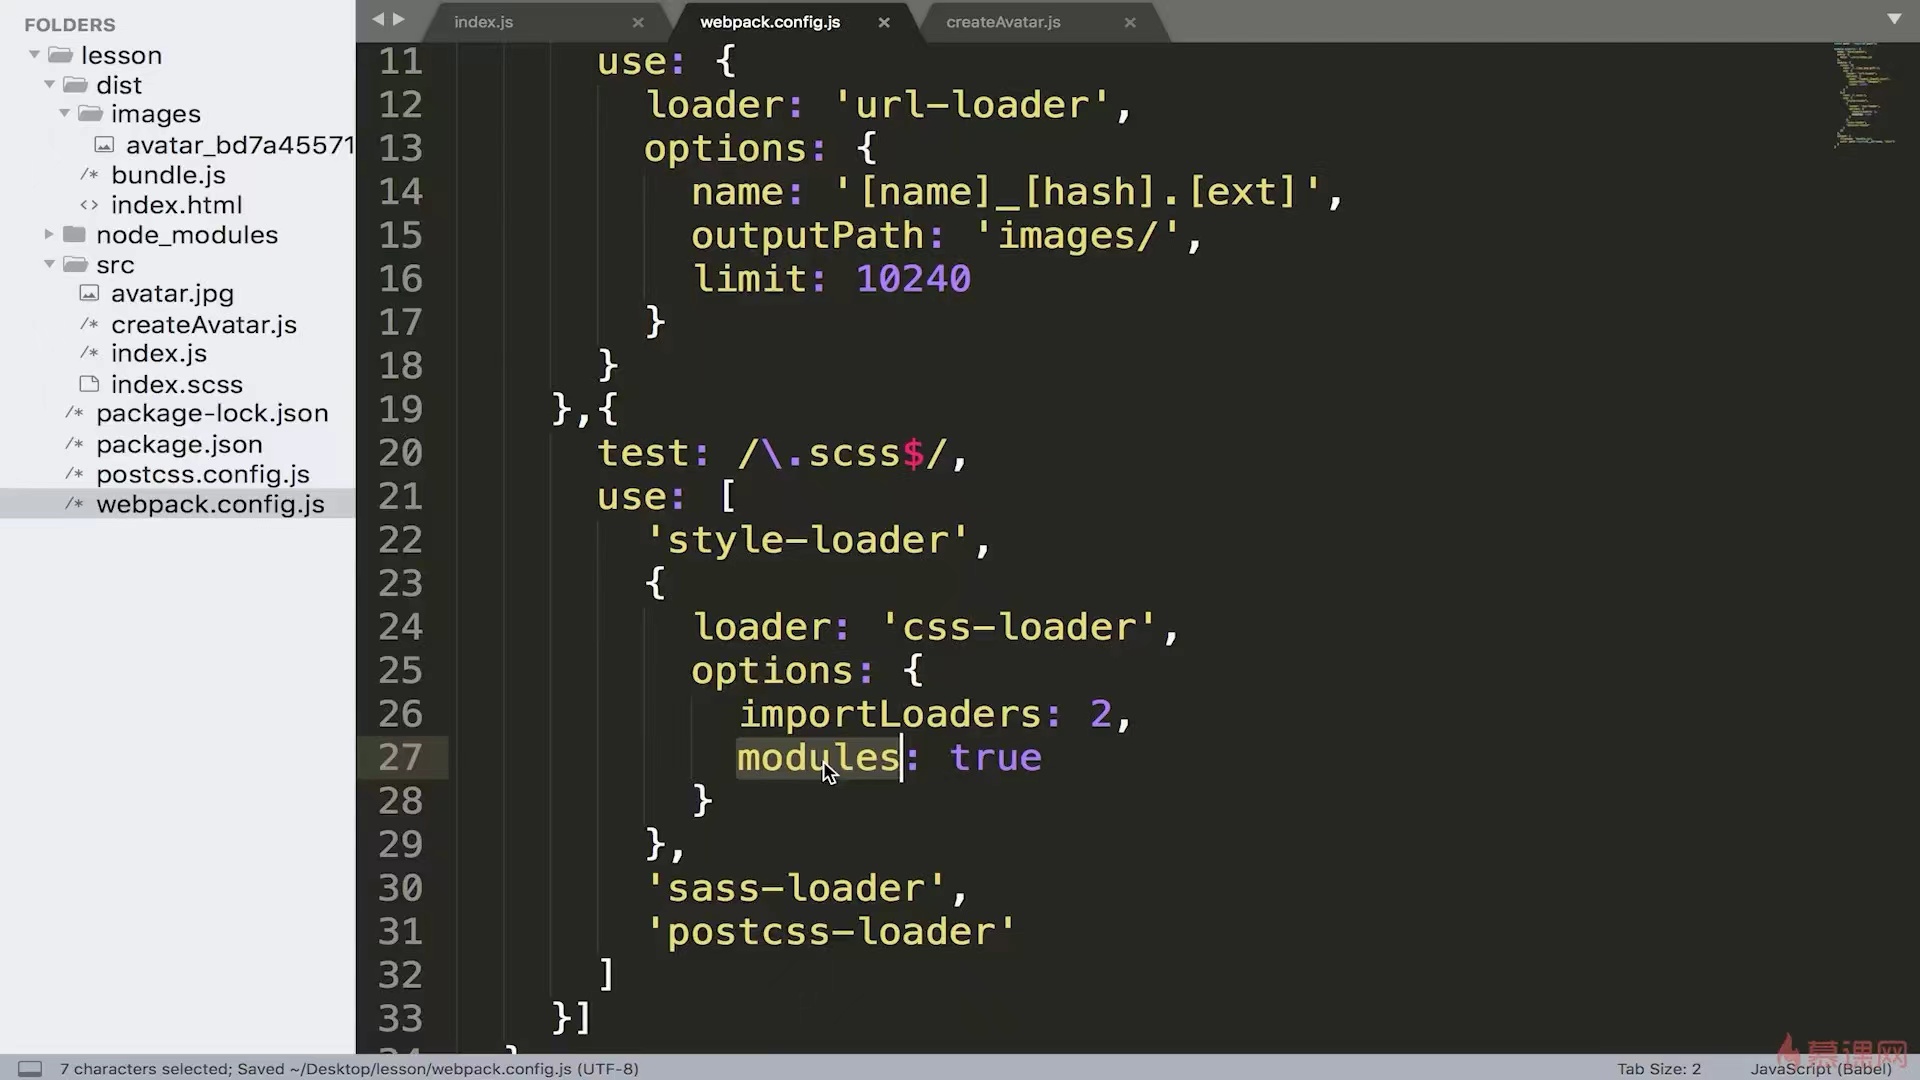 FOLDERS
lesson
dist
images
avatar_bd7a45571
bundle.js
index.html
node_modules
src
avatar.jpg
createAvatar.js
index.js
index.scss
package-lock.json
package.json
postcss.config.js
webpack.config.js
index.js
webpack.config.js
createAvatar.js
11 use: {
12 loader: 'url-loader',
13 options: {
14 name: '[name]_[hash].[ext]',
15 outputPath: 'images/',
16 limit: 10240
17 }
18 }
19 },{
20 test: /\.scss$/,
21 use: [
22 'style-loader',
23 {
24 loader: 'css-loader',
25 options: {
26 importLoaders: 2,
27 modules: true
28 }
29 },
30 'sass-loader',
31 'postcss-loader'
32 ]
33 }]
7 characters selected; Saved ~/Desktop/lesson/webpack.config.js (UTF-8)
Tab Size: 2
JavaScript (Babel)
慕课网